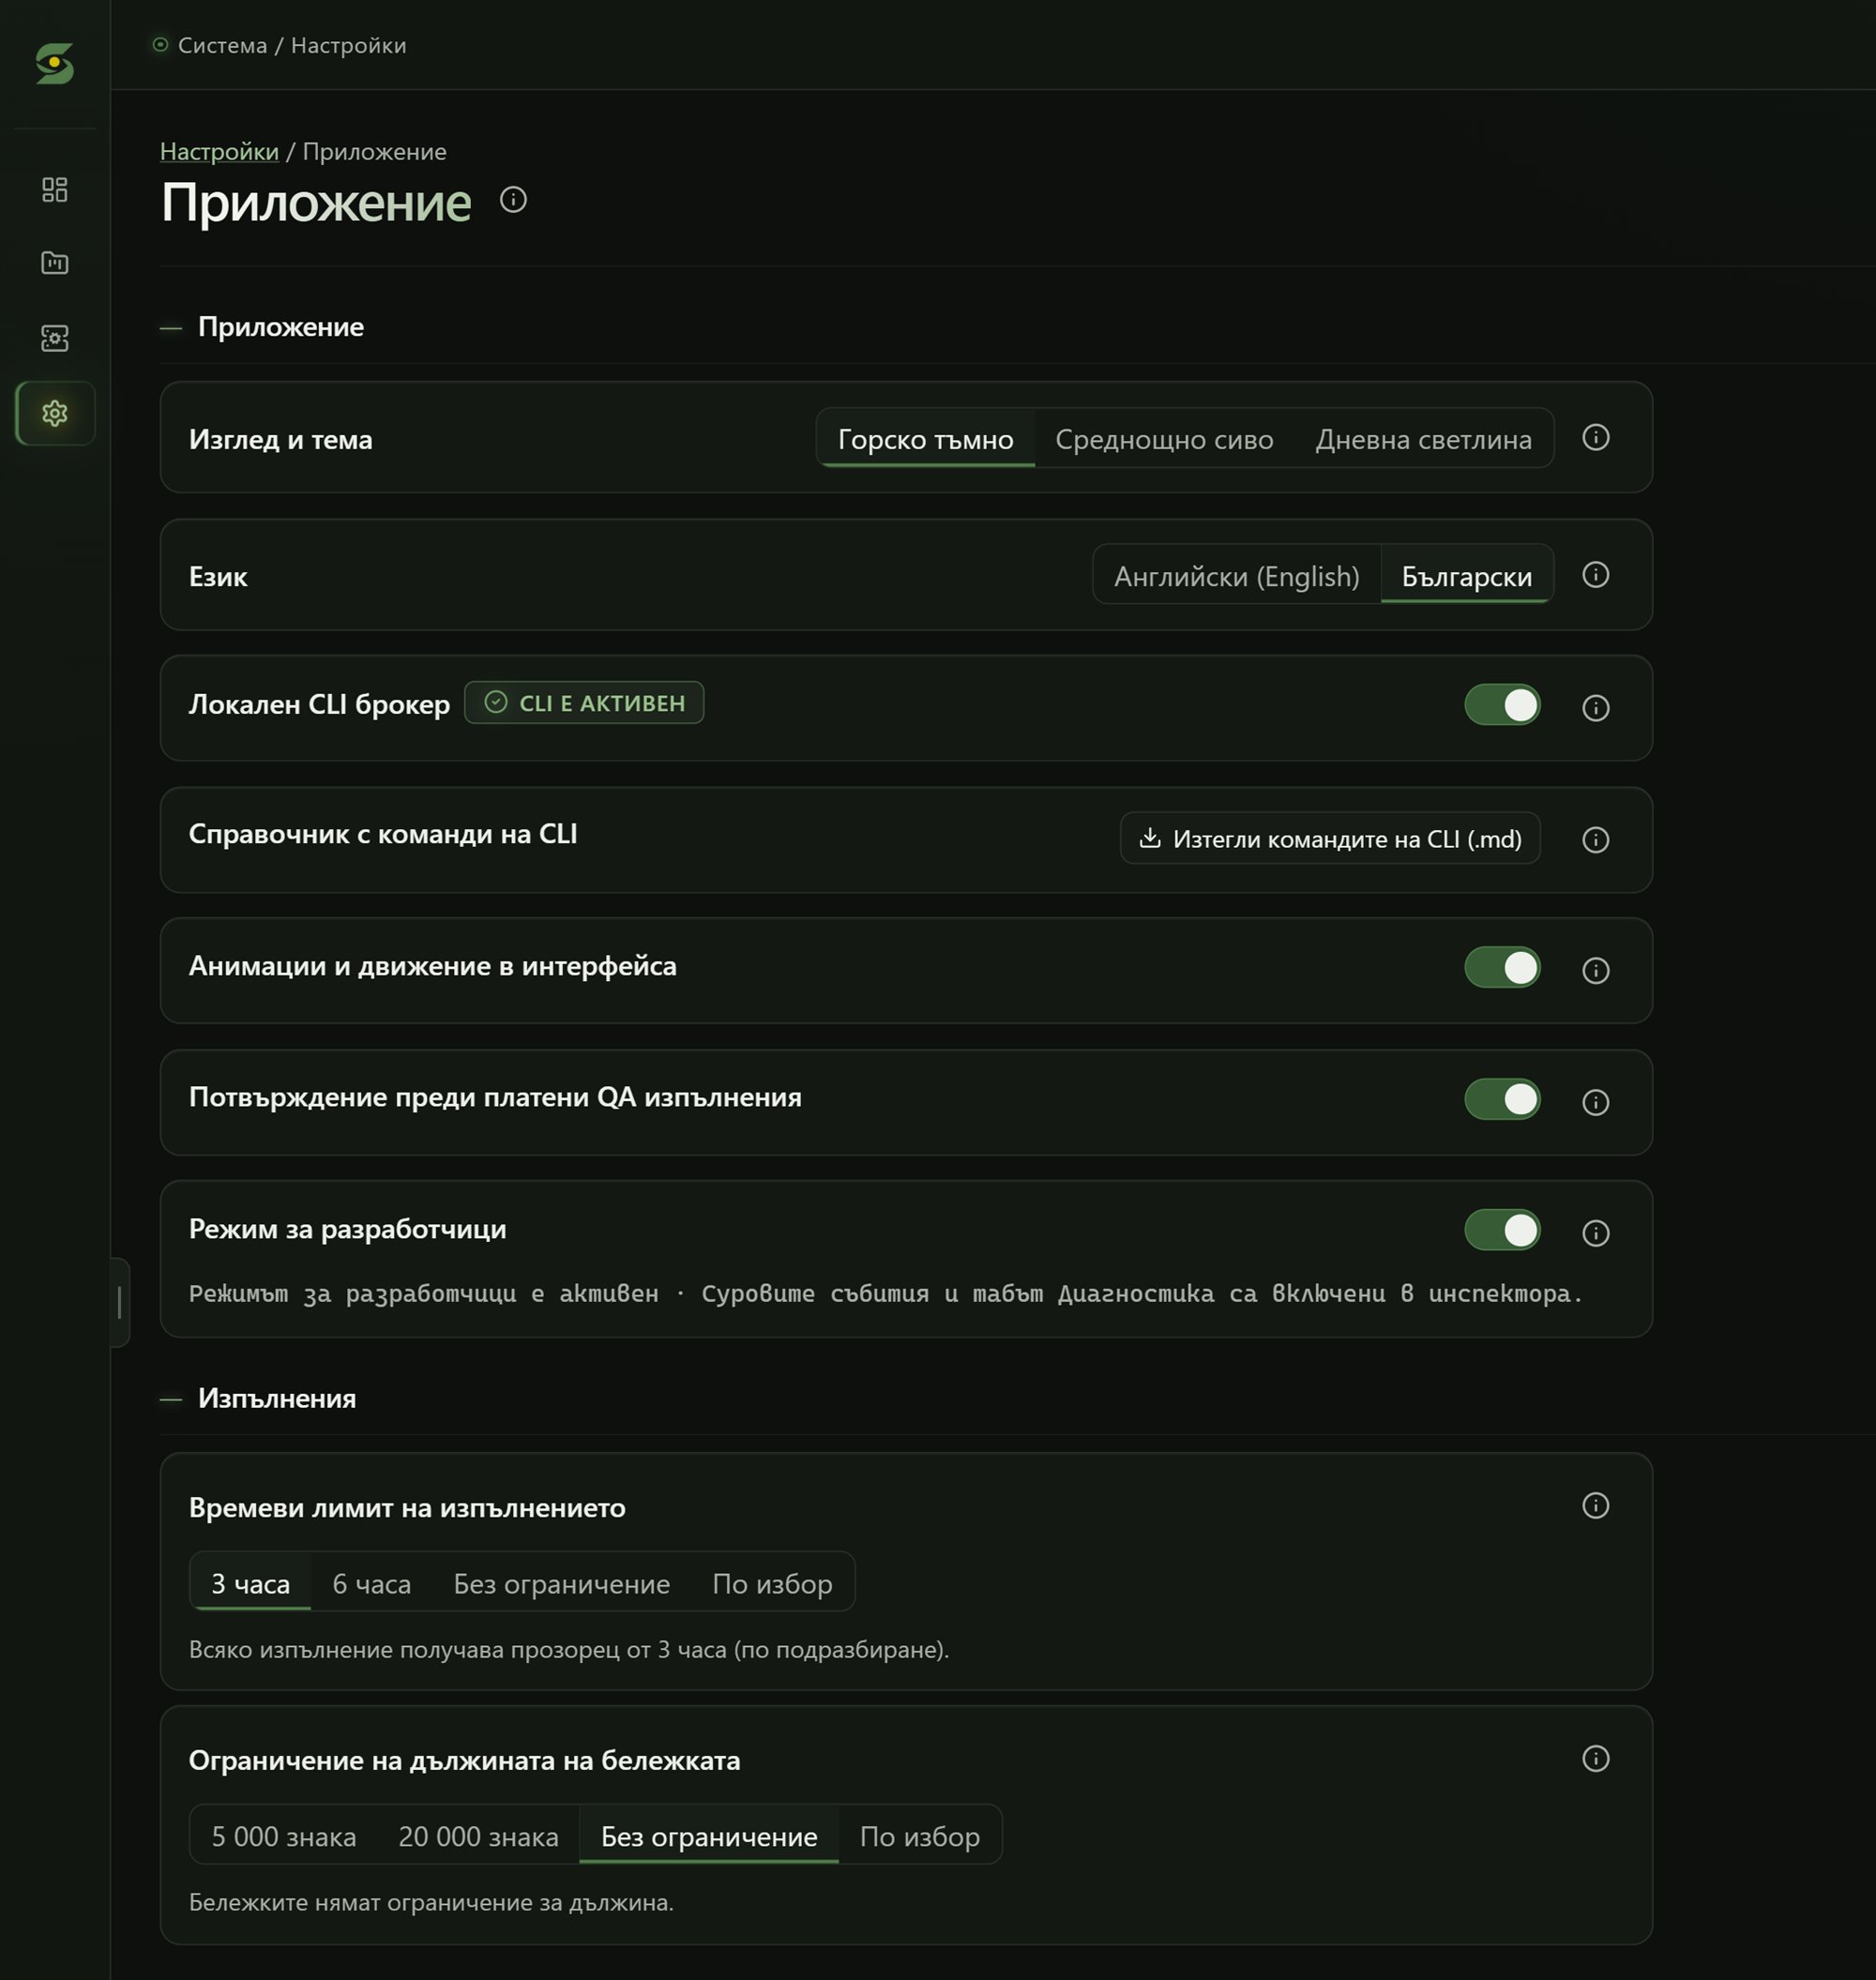 Система / Настройки
Настройки / Приложение
Приложение
Приложение
Изглед и тема
Горско тъмно Среднощно сиво Дневна светлина
Език
Английски (English) Български
Локален CLI брокер CLI Е АКТИВЕН
Справочник с команди на CLI
Изтегли командите на CLI (.md)
Анимации и движение в интерфейса
Потвърждение преди платени QA изпълнения
Режим за разработчици
Режимът за разработчици е активен · Суровите събития и табът Диагностика са включени в инспектора.
Изпълнения
Времеви лимит на изпълнението
3 часа 6 часа Без ограничение По избор
Всяко изпълнение получава прозорец от 3 часа (по подразбиране).
Ограничение на дължината на бележката
5 000 знака 20 000 знака Без ограничение По избор
Бележките нямат ограничение за дължина.